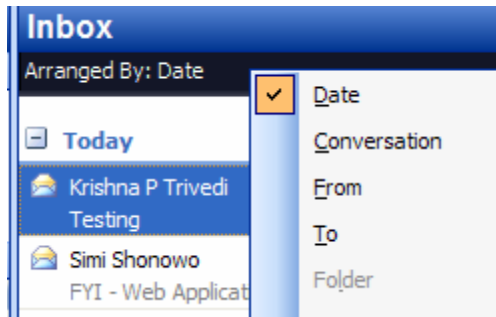 Inbox
Arranged By: Date
Today
Krishna P Trivedi
Testing
Simi Shonowo
FYI - Web Applicat
Date
Conversation
From
To
Folder